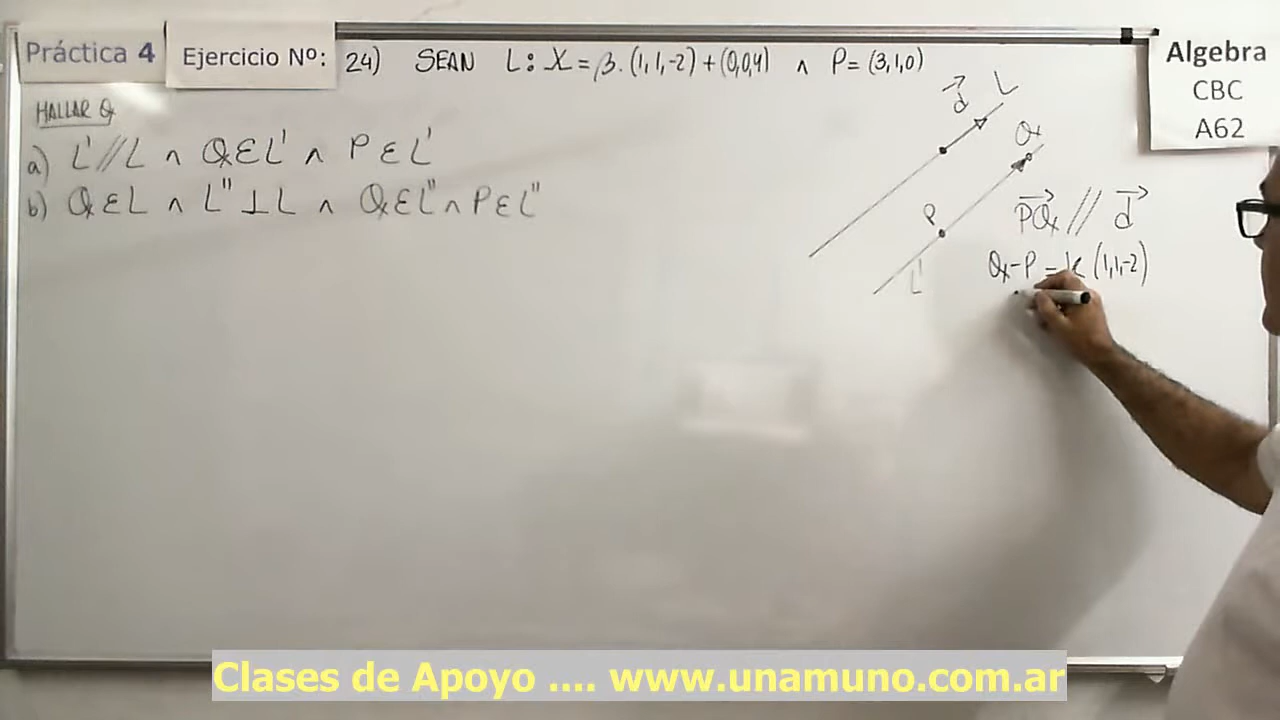 Práctica 4
Ejercicio Nº: 24) SEAN L: X = β.(1,1,-2)+(0,0,4) ∧ P=(3,1,0)
Algebra
CBC
A62
HALLAR Q
a) L' // L ∧ Q ε L' ∧ P ε L'
b) Q ε L ∧ L'' ⊥ L ∧ Q ε L'' ∧ P ε L''
d⃗ L
Q
P
L'
PQ⃗ // d⃗
Q-P = k (1,1,-2)
Clases de Apoyo .... www.unamuno.com.ar